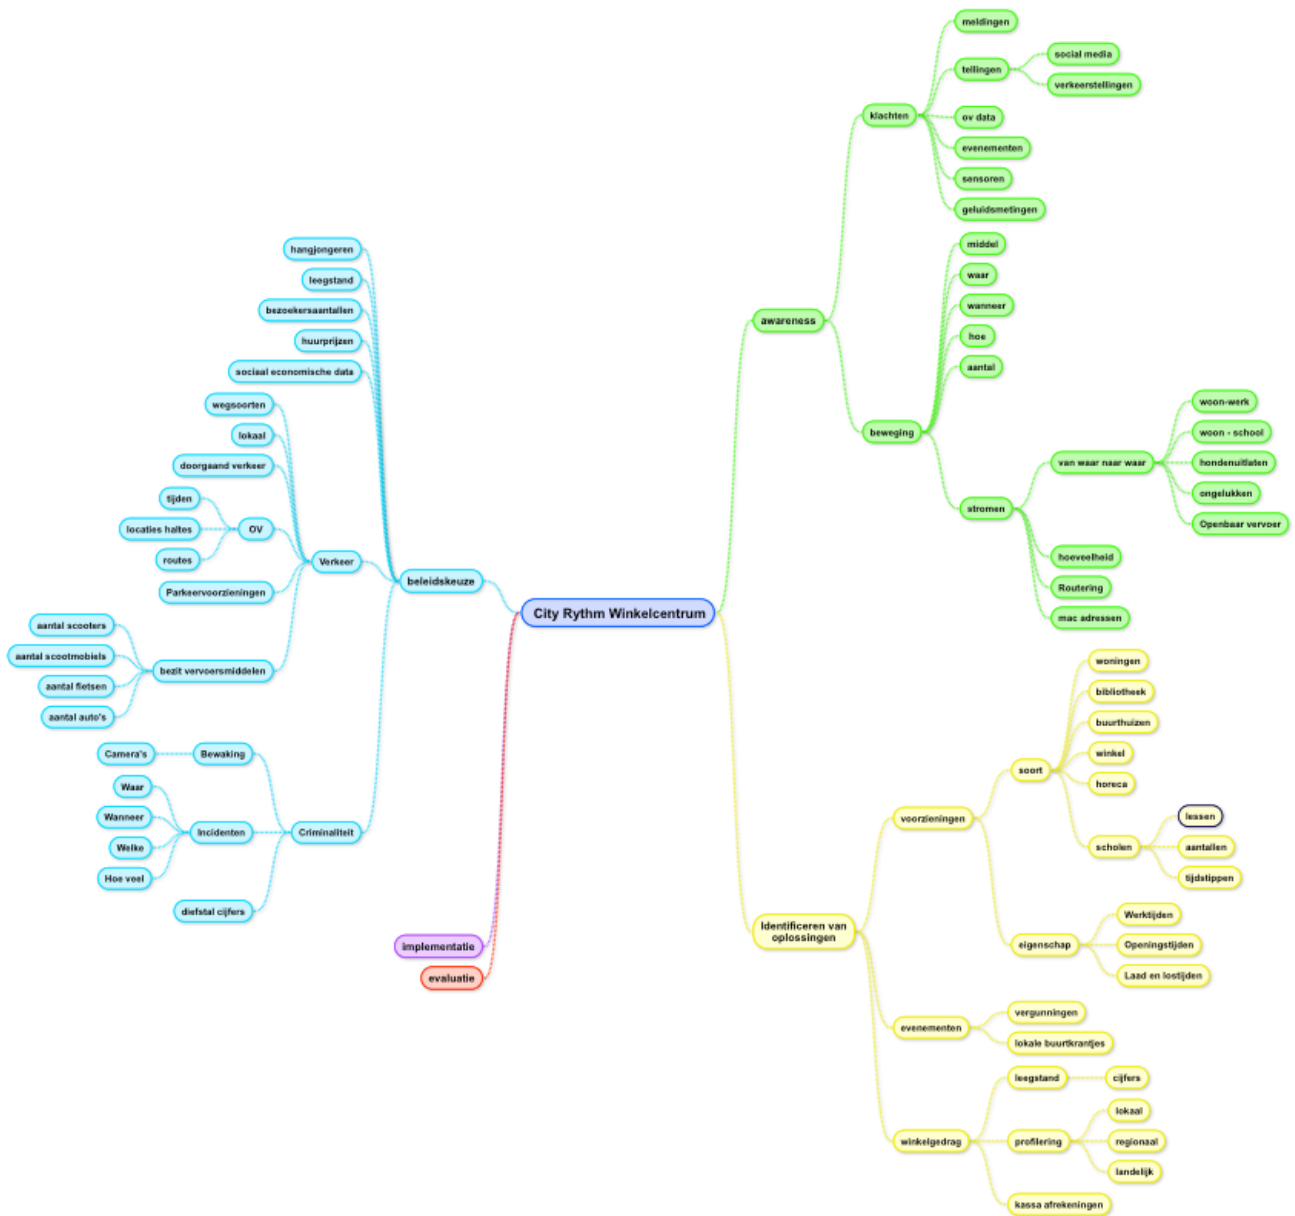 City Rythm Winkelcentrum
awareness
klachten
meldingen
tellingen
social media
verkeerstellingen
ov data
evenementen
sensoren
geluidsmetingen
beweging
middel
waar
wanneer
hoe
aantal
stromen
van waar naar waar
woon-werk
woon - school
hondenuitlaten
ongelukken
Openbaar vervoer
hoeveelheid
Routering
mac adressen
Identificeren van
oplossingen
voorzieningen
soort
woningen
bibliotheek
buurthuizen
winkel
horeca
scholen
lessen
aantallen
tijdstippen
eigenschap
Werktijden
Openingstijden
Laad en lostijden
evenementen
vergunningen
lokale buurtkrantjes
winkelgedrag
leegstand
cijfers
profilering
lokaal
regionaal
landelijk
kassa afrekeningen
beleidskeuze
hangjongeren
leegstand
bezoekersaantallen
huurprijzen
sociaal economische data
Verkeer
wegsoorten
lokaal
doorgaand verkeer
OV
tijden
locaties haltes
routes
Parkeervoorzieningen
bezit vervoersmiddelen
aantal scooters
aantal scootmobiels
aantal fietsen
aantal auto's
Criminaliteit
Bewaking
Camera's
Incidenten
Waar
Wanneer
Welke
Hoe veel
diefstal cijfers
implementatie
evaluatie